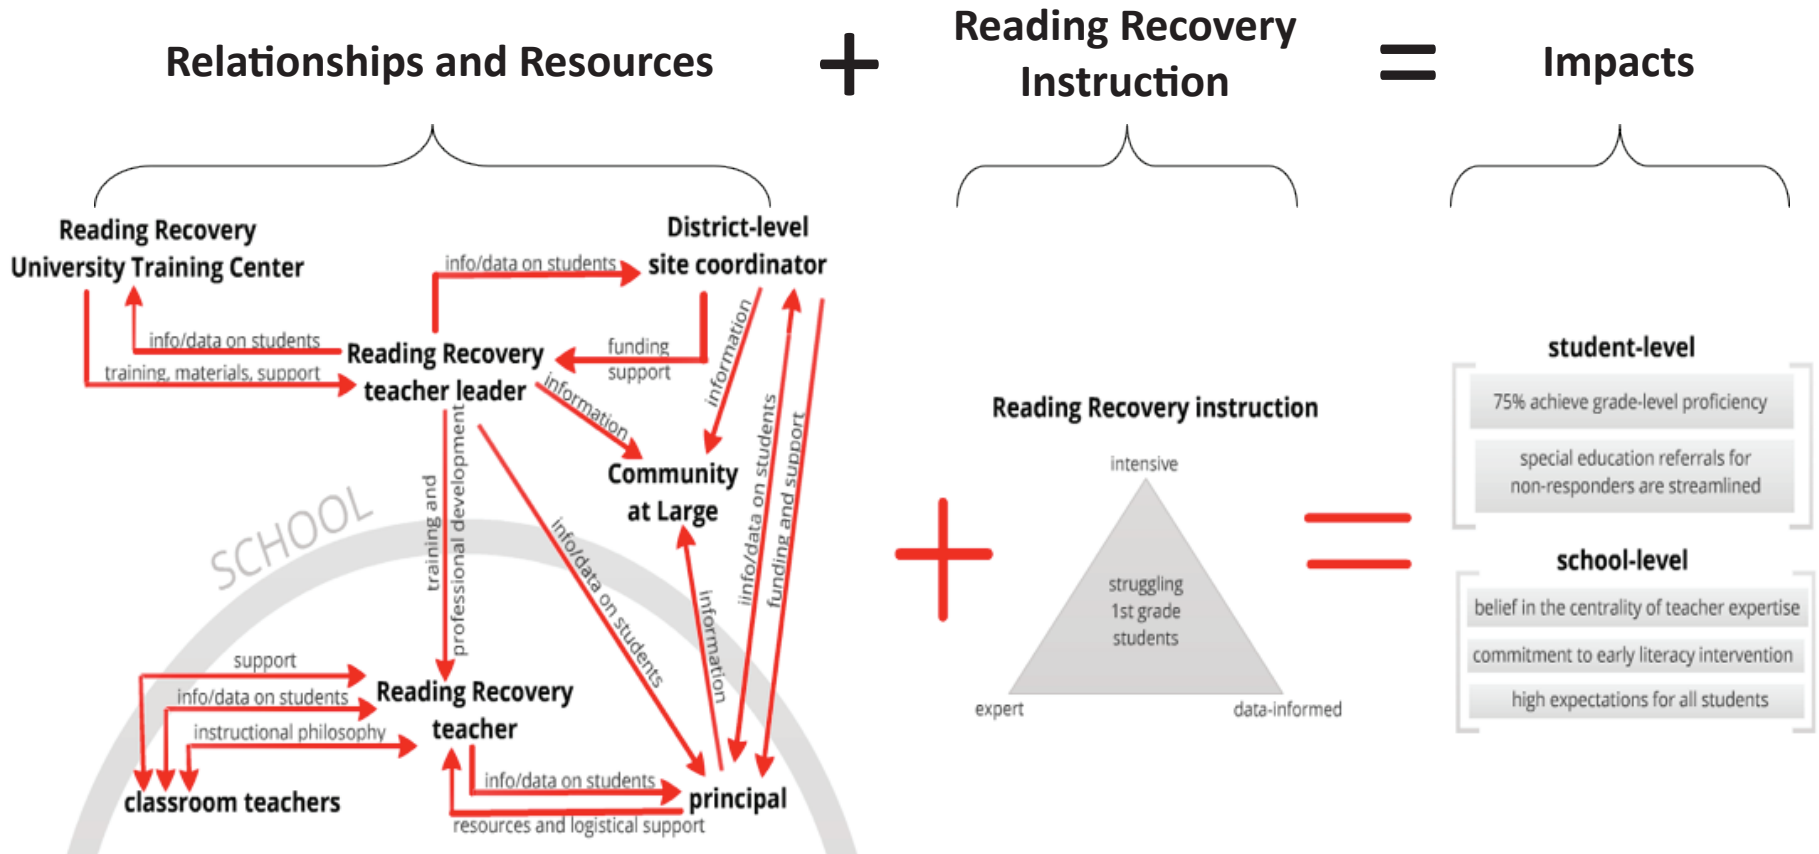 Relationships and Resources
+
Reading Recovery
Instruction
=
Impacts
Reading Recovery
University Training Center
District-level
site coordinator
info/data on students
info/data on students
training, materials, support
Reading Recovery
teacher leader
funding
support
information
information
Community
at Large
training and
professional development
info/data on students
iinfo/data on students
funding and support
information
SCHOOL
support
info/data on students
instructional philosophy
Reading Recovery
teacher
classroom teachers
info/data on students
resources and logistical support
principal
+
Reading Recovery instruction
intensive
struggling
1st grade
students
expert
data-informed
=
student-level
75% achieve grade-level proficiency
special education referrals for
non-responders are streamlined
school-level
belief in the centrality of teacher expertise
commitment to early literacy intervention
high expectations for all students